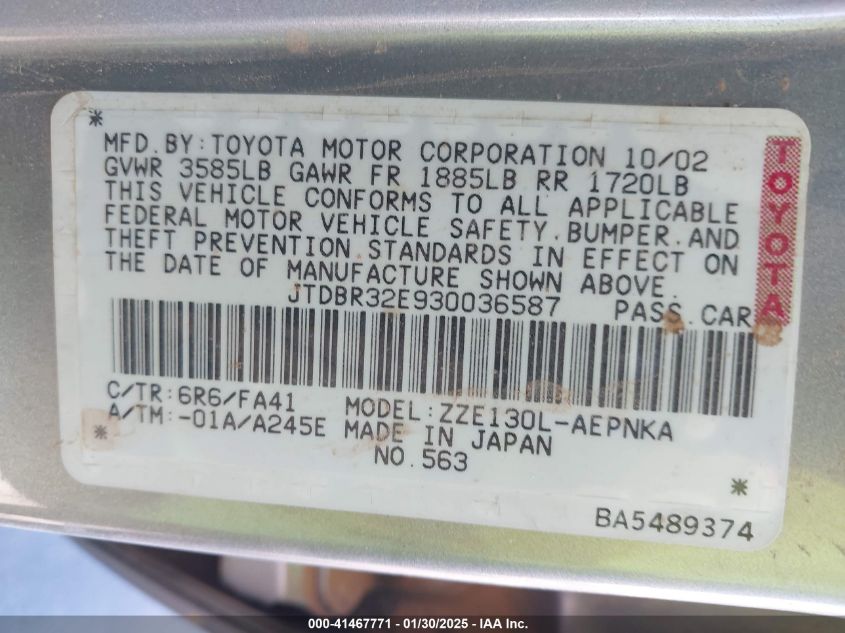 *
MFD. BY: TOYOTA MOTOR CORPORATION 10/02
GVWR 3585LB GAWR FR 1885LB RR 1720LB
THIS VEHICLE CONFORMS TO ALL APPLICABLE
FEDERAL MOTOR VEHICLE SAFETY, BUMPER, AND
THEFT PREVENTION STANDARDS IN EFFECT ON
THE DATE OF MANUFACTURE SHOWN ABOVE.
JTDBR32E930036587 PASS. CAR
TOYOTA
C/TR: 6R6/FA41 MODEL: ZZE130L-AEPNKA
A/TM: -01A/A245E MADE IN JAPAN
* NO. 563
*
BA5489374
000-41467771 - 01/30/2025 - IAA Inc.